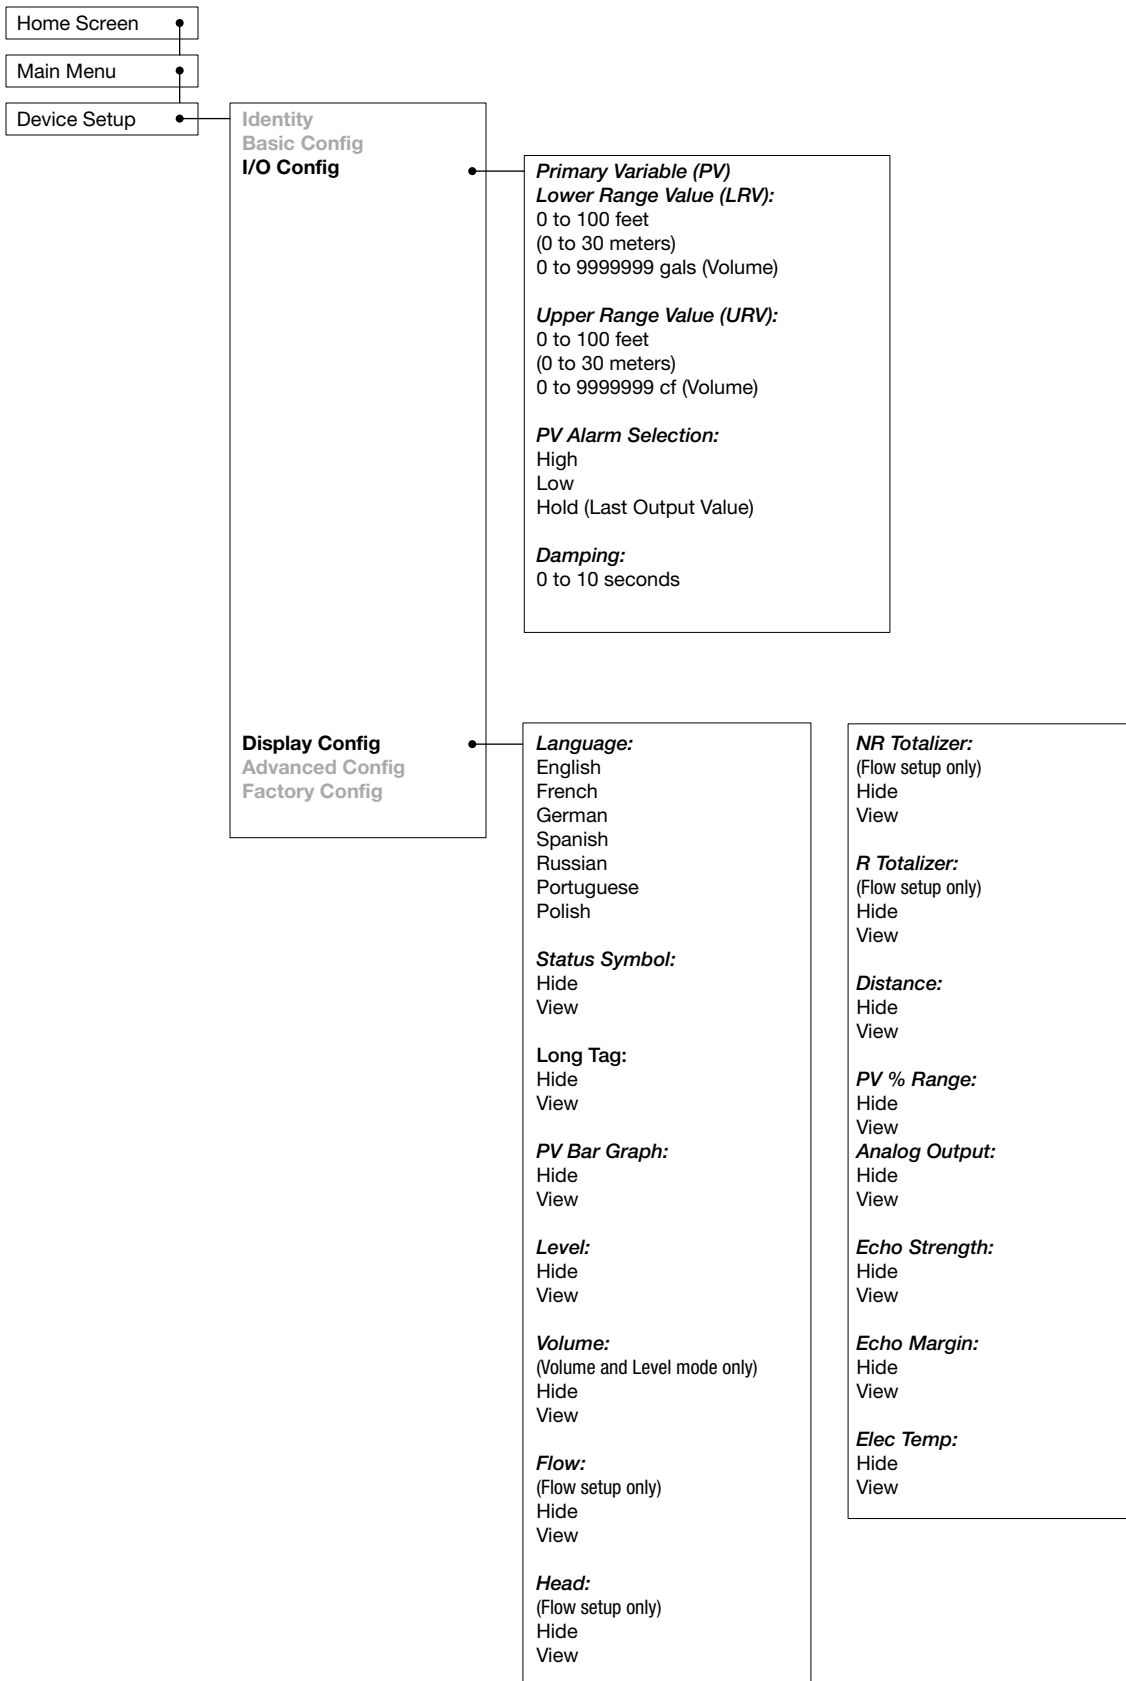 Home Screen
Main Menu
Device Setup
Identity
Basic Config
I/O Config
Primary Variable (PV)
Lower Range Value (LRV):
0 to 100 feet
(0 to 30 meters)
0 to 9999999 gals (Volume)
Upper Range Value (URV):
0 to 100 feet
(0 to 30 meters)
0 to 9999999 cf (Volume)
PV Alarm Selection:
High
Low
Hold (Last Output Value)
Damping:
0 to 10 seconds
Display Config
Advanced Config
Factory Config
Language:
English
French
German
Spanish
Russian
Portuguese
Polish
Status Symbol:
Hide
View
Long Tag:
Hide
View
PV Bar Graph:
Hide
View
Level:
Hide
View
Volume:
(Volume and Level mode only)
Hide
View
Flow:
(Flow setup only)
Hide
View
Head:
(Flow setup only)
Hide
View
NR Totalizer:
(Flow setup only)
Hide
View
R Totalizer:
(Flow setup only)
Hide
View
Distance:
Hide
View
PV % Range:
Hide
View
Analog Output:
Hide
View
Echo Strength:
Hide
View
Echo Margin:
Hide
View
Elec Temp:
Hide
View